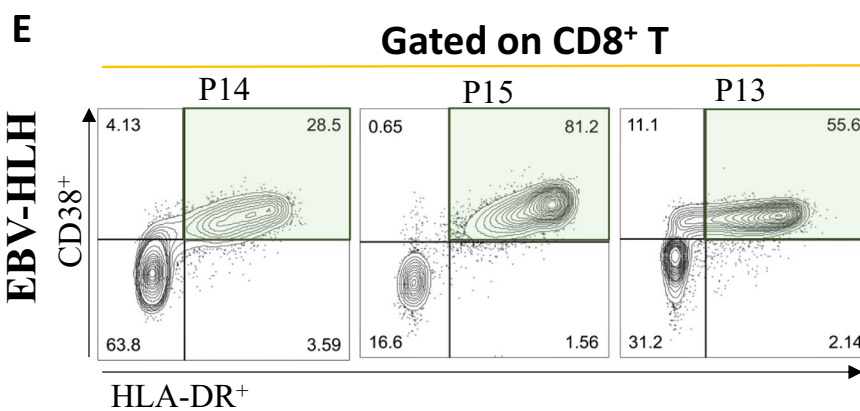 E
Gated on CD8⁺ T
P14 P15 P13
4.13 28.5 0.65 81.2 11.1 55.6
EBV-HLH
CD38⁺
63.8 3.59 16.6 1.56 31.2 2.14
HLA-DR⁺